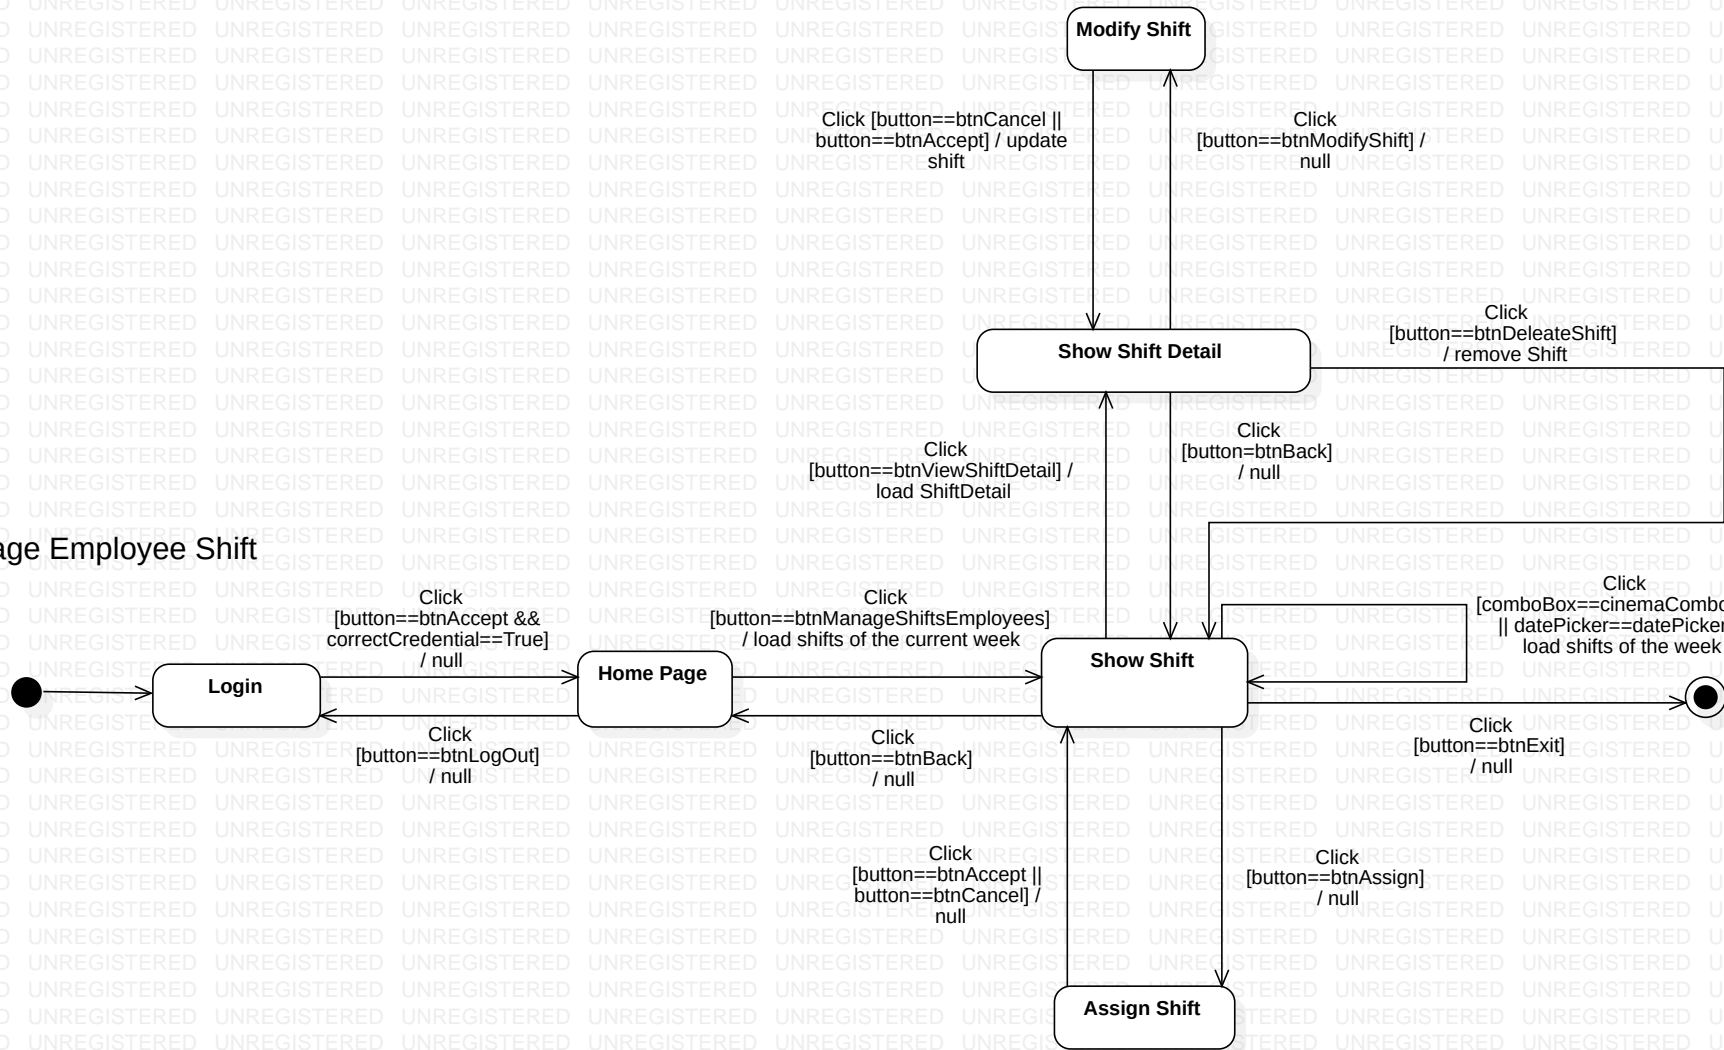 Modify Shift
Click [button==btnCancel ||
button==btnAccept] / update
shift
Click
[button==btnModifyShift] /
null
Show Shift Detail
Click
[button==btnDeleateShift]
/ remove Shift
Click
[button==btnViewShiftDetail] /
load ShiftDetail
Click
[button=btnBack]
/ null
Employee Shift
Click
[button==btnAccept &&
correctCredential==True]
/ null
Click
[button==btnManageShiftsEmployees]
/ load shifts of the current week
Click
[comboBox==cinemaCombo
|| datePicker==datePicker
load shifts of the week
Login
Home Page
Show Shift
Click
[button==btnLogOut]
/ null
Click
[button==btnBack]
/ null
Click
[button==btnExit]
/ null
Click
[button==btnAccept ||
button==btnCancel] /
null
Click
[button==btnAssign]
/ null
Assign Shift
UNREGISTERED